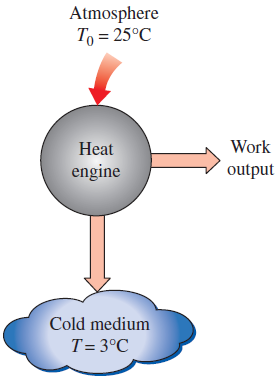 Atmosphere
T₀ = 25°C
Heat
engine
Work
output
Cold medium
T = 3°C